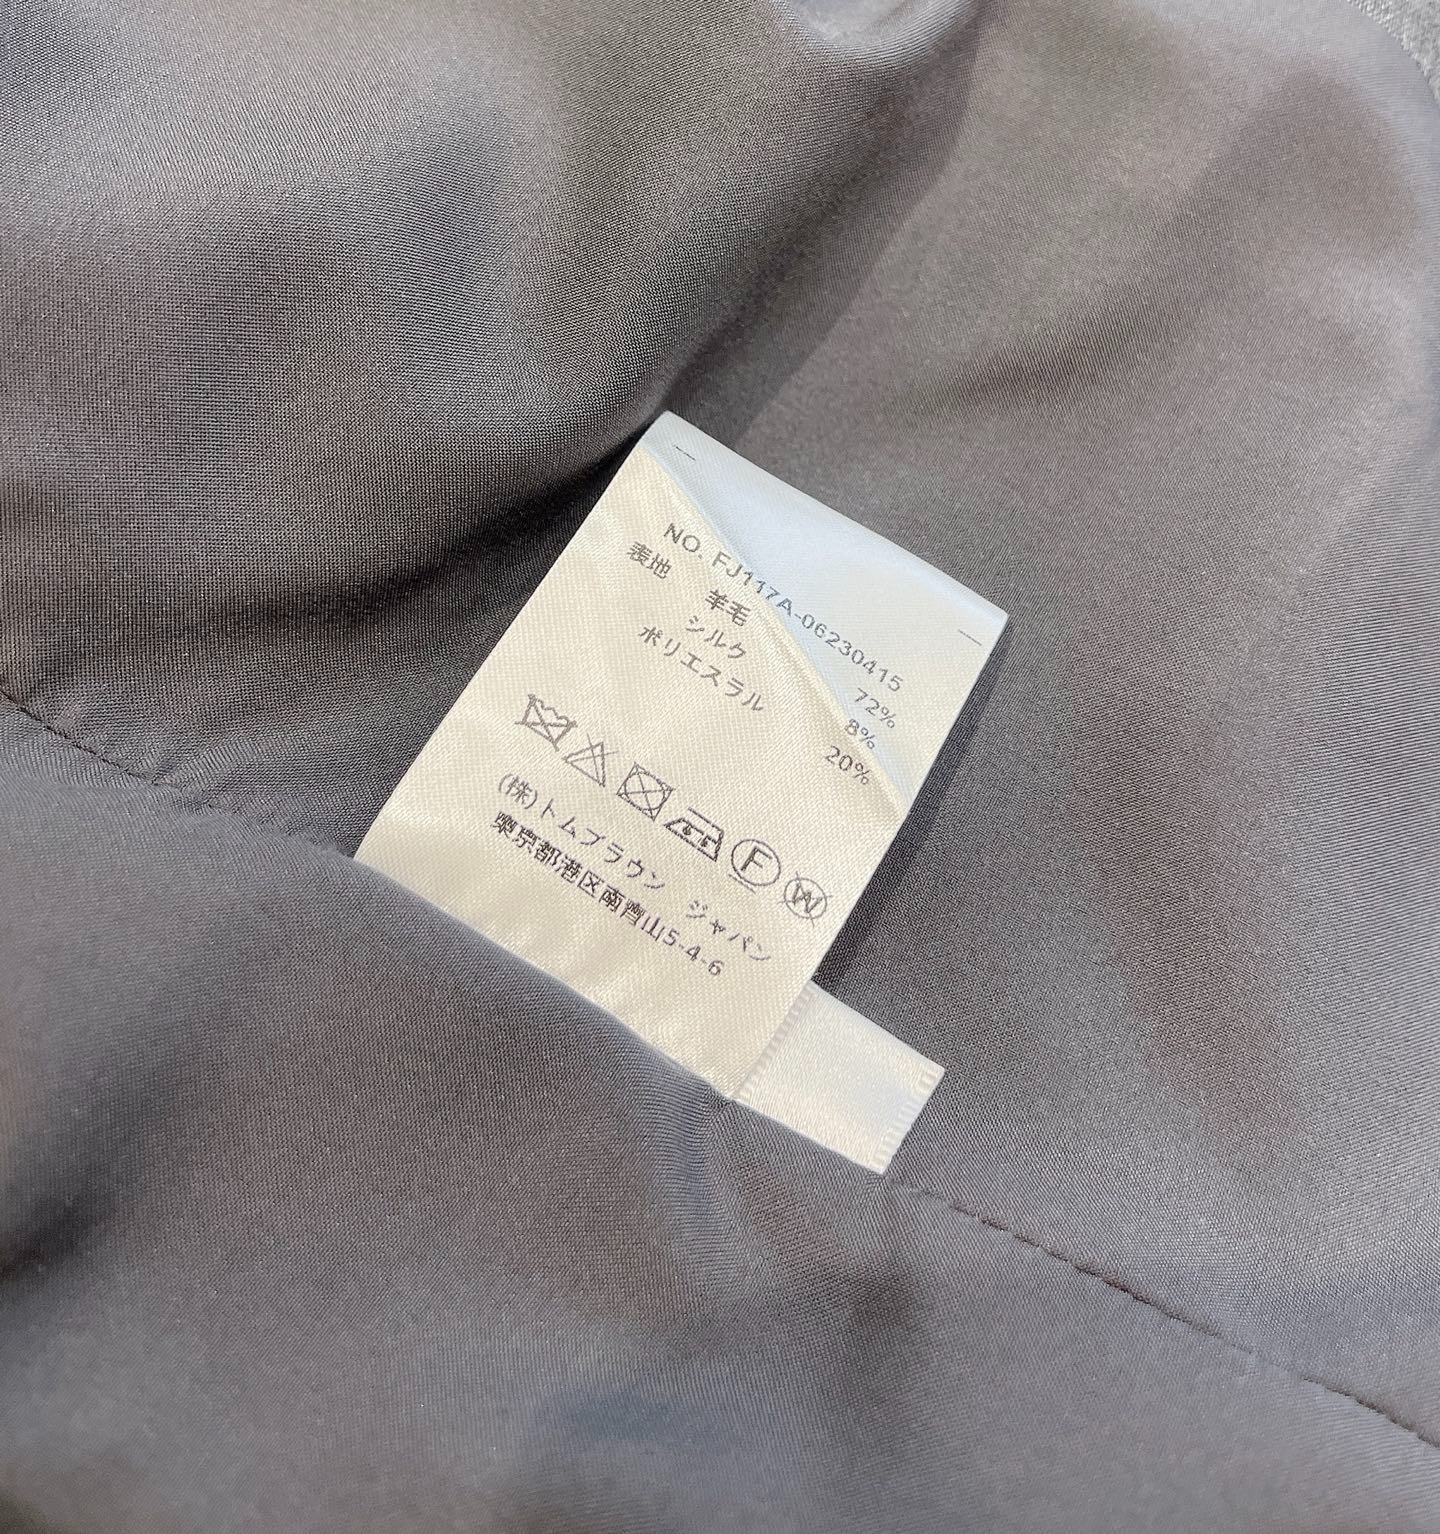 NO. FJ117A-06230415
表地
羊毛 72%
シルク 8%
ポリエスラル 20%
F W
(株)トムブラウン ジャパン
東京都港区南青山5-4-6